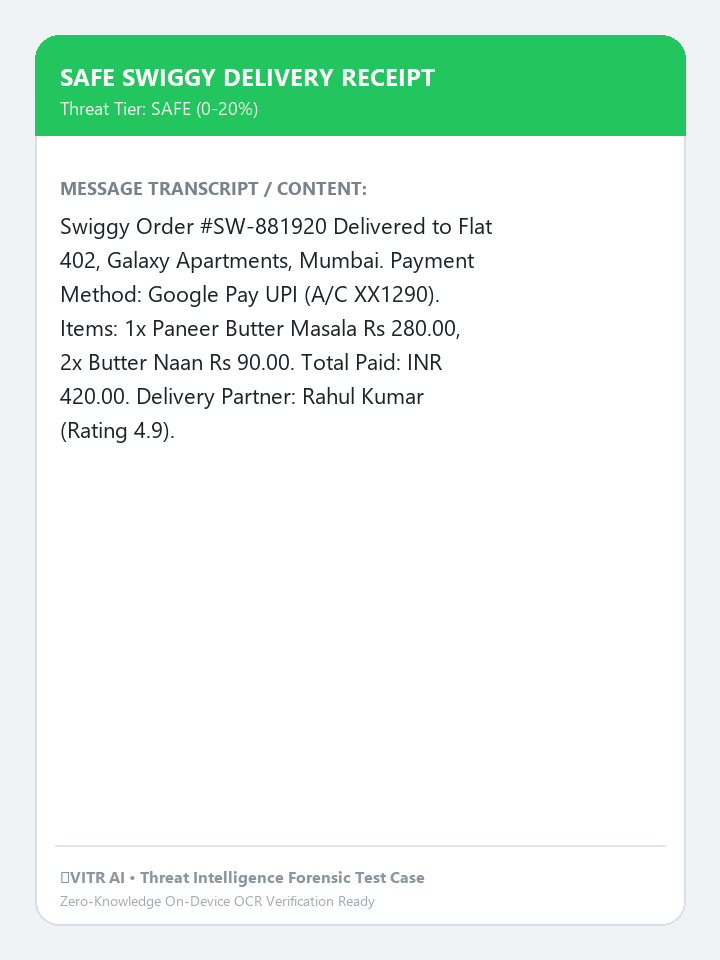 SAFE SWIGGY DELIVERY RECEIPT
Threat Tier: SAFE (0-20%)
MESSAGE TRANSCRIPT / CONTENT:
Swiggy Order #SW-881920 Delivered to Flat
402, Galaxy Apartments, Mumbai. Payment
Method: Google Pay UPI (A/C XX1290).
Items: 1x Paneer Butter Masala Rs 280.00,
2x Butter Naan Rs 90.00. Total Paid: INR
420.00. Delivery Partner: Rahul Kumar
(Rating 4.9).
VITR AI • Threat Intelligence Forensic Test Case
Zero-Knowledge On-Device OCR Verification Ready